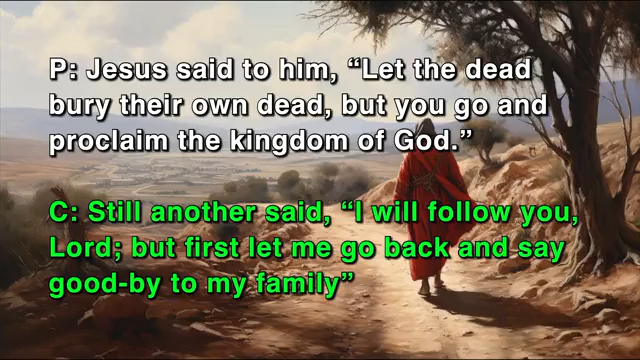 P: Jesus said to him, “Let the dead
bury their own dead, but you go and
proclaim the kingdom of God.”
C: Still another said, “I will follow you,
Lord; but first let me go back and say
good-by to my family”